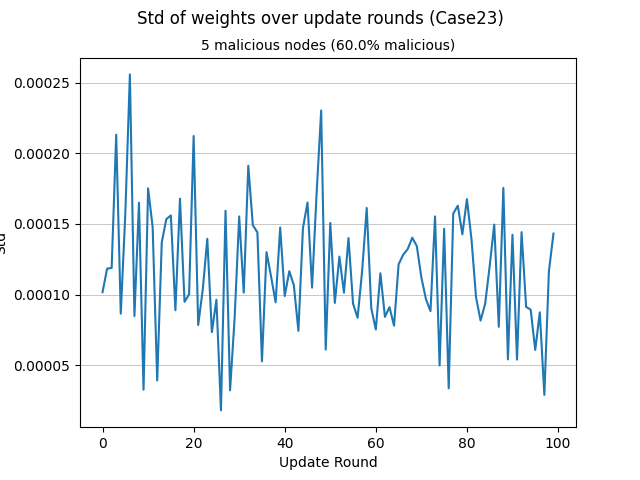 Std of weights over update rounds (Case23)
5 malicious nodes (60.0% malicious)
0.00025
0.00020
0.00015
0.00010
0.00005
Std
0 20 40 60 80 100
Update Round